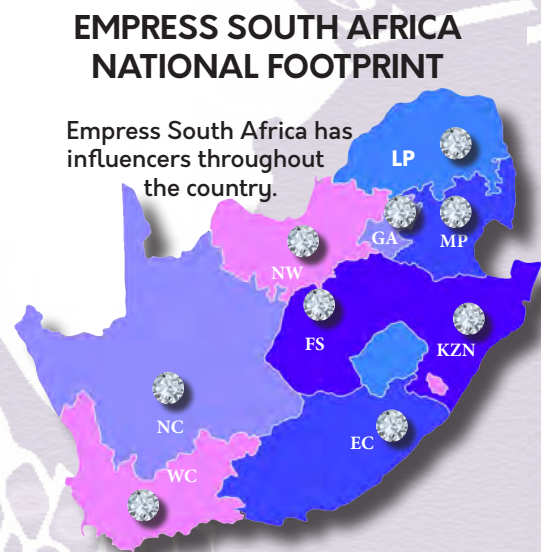 EMPRESS SOUTH AFRICA
NATIONAL FOOTPRINT
Empress South Africa has
influencers throughout
the country.
LP
GA
MP
NW
FS
KZN
NC
EC
WC